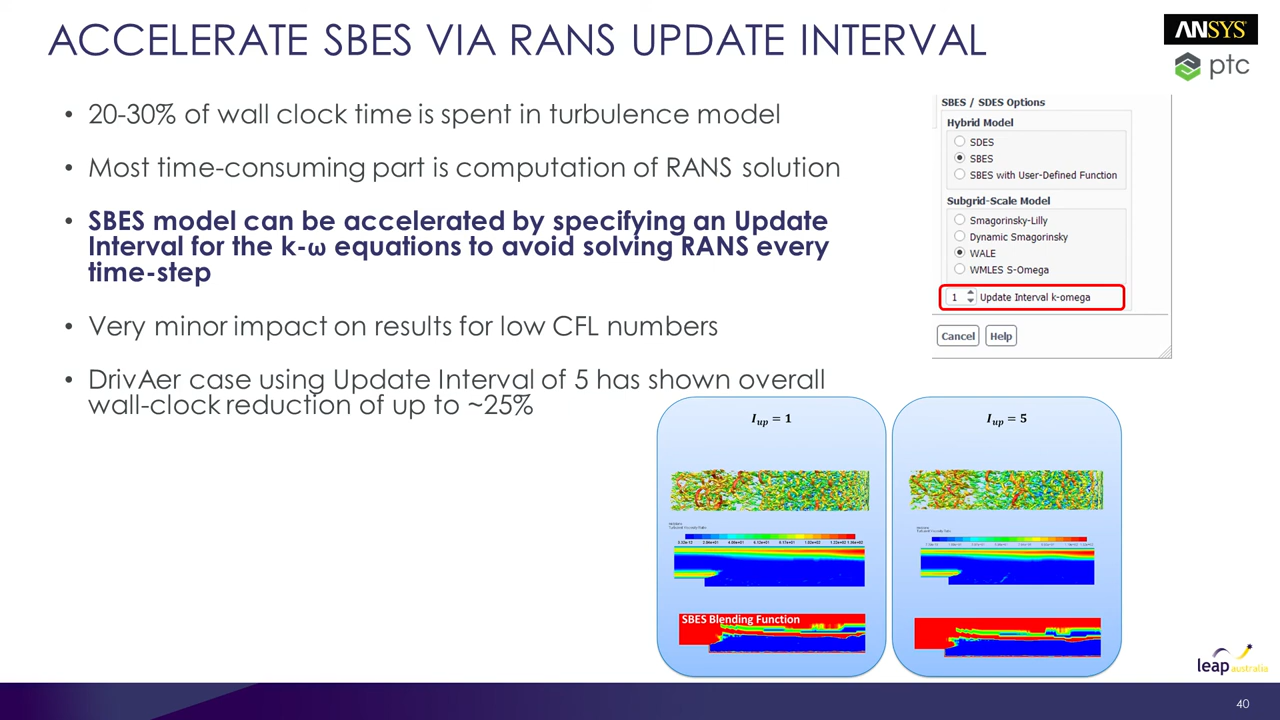 ACCELERATE SBES VIA RANS UPDATE INTERVAL
ANSYS
ptc
• 20-30% of wall clock time is spent in turbulence model
• Most time-consuming part is computation of RANS solution
• SBES model can be accelerated by specifying an Update
Interval for the k-ω equations to avoid solving RANS every
time-step
• Very minor impact on results for low CFL numbers
• DrivAer case using Update Interval of 5 has shown overall
wall-clock reduction of up to ~25%
SBES / SDES Options
Hybrid Model
SDES
SBES
SBES with User-Defined Function
Subgrid-Scale Model
Smagorinsky-Lilly
Dynamic Smagorinsky
WALE
WMLES S-Omega
1 Update Interval k-omega
Cancel Help
I_up = 1
I_up = 5
SBES Blending Function
leap australia
40